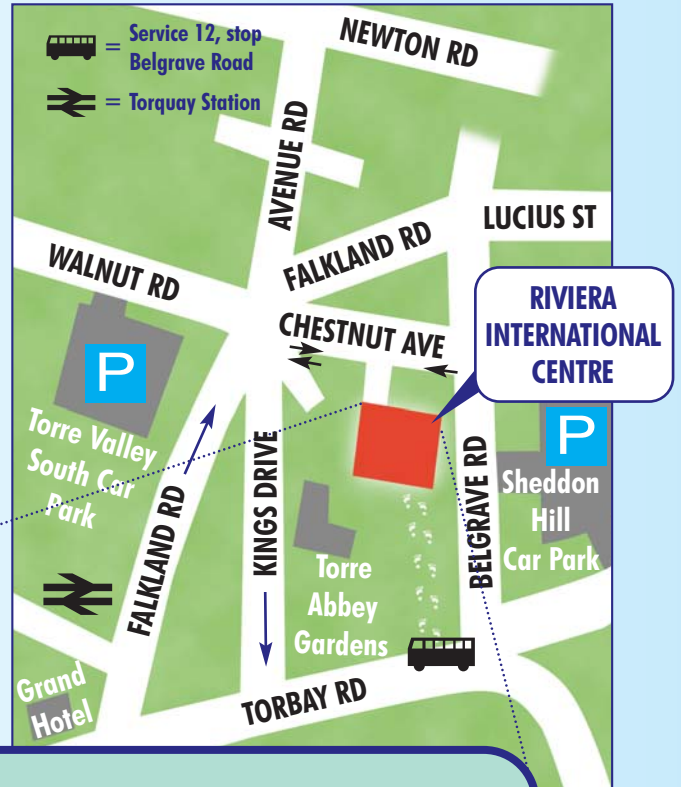 = Service 12, stop
Belgrave Road
= Torquay Station
NEWTON RD
AVENUE RD
LUCIUS ST
FALKLAND RD
WALNUT RD
RIVIERA
INTERNATIONAL
CENTRE
CHESTNUT AVE
P
Torre Valley
South Car
Park
P
Sheddon
Hill
Car Park
KINGS DRIVE
BELGRAVE RD
FALKLAND RD
Torre
Abbey
Gardens
Grand
Hotel
TORBAY RD